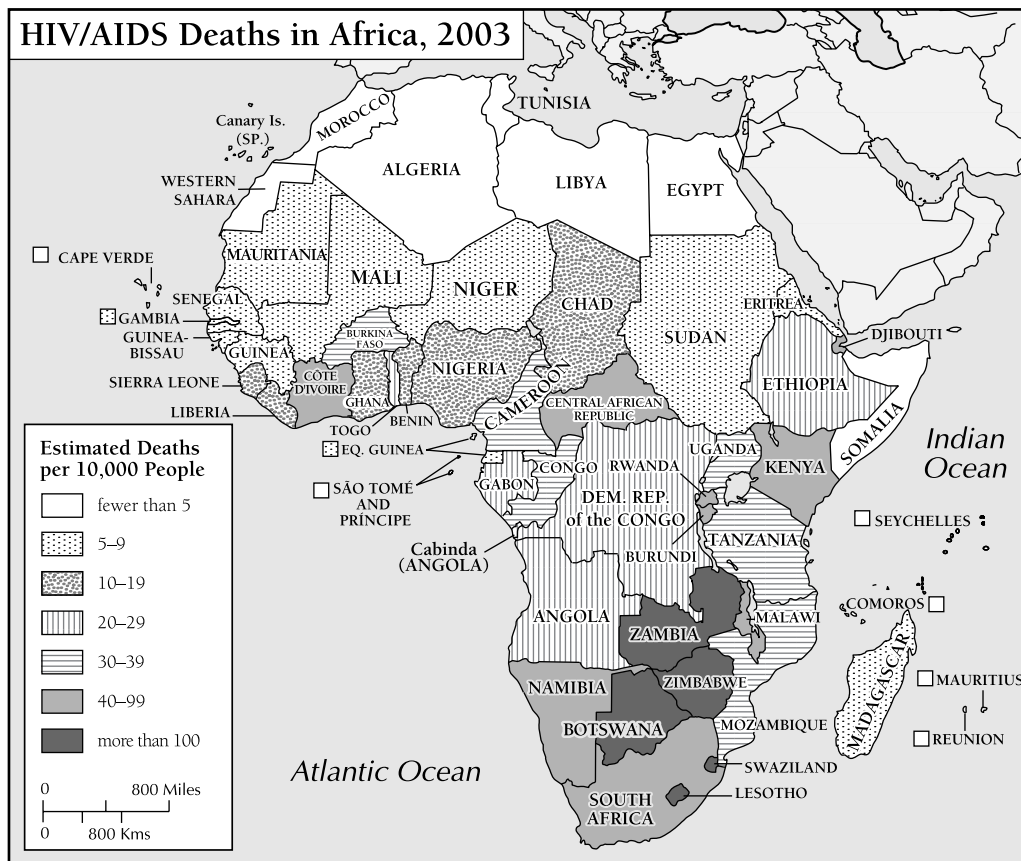 HIV/AIDS Deaths in Africa, 2003
TUNISIA
MOROCCO
Canary Is.
(SP.)
ALGERIA
LIBYA
EGYPT
WESTERN
SAHARA
CAPE VERDE
MAURITANIA
MALI
NIGER
CHAD
SUDAN
ERITREA
DJIBOUTI
SENEGAL
GAMBIA
GUINEA-
BISSAU
GUINEA
BURKINA
FASO
SIERRA LEONE
CÔTE
D'IVOIRE
GHANA
NIGERIA
CAMEROON
CENTRAL AFRICAN
REPUBLIC
ETHIOPIA
SOMALIA
LIBERIA
TOGO
BENIN
EQ. GUINEA
SÃO TOMÉ
AND
PRÍNCIPE
GABON
CONGO
RWANDA
UGANDA
KENYA
Indian
Ocean
DEM. REP.
of the CONGO
BURUNDI
TANZANIA
SEYCHELLES
Cabinda
(ANGOLA)
COMOROS
ANGOLA
ZAMBIA
MALAWI
MADAGASCAR
MAURITIUS
REUNION
NAMIBIA
ZIMBABWE
BOTSWANA
MOZAMBIQUE
SWAZILAND
LESOTHO
SOUTH
AFRICA
Atlantic Ocean
Estimated Deaths
per 10,000 People
fewer than 5
5–9
10–19
20–29
30–39
40–99
more than 100
0 800 Miles
0 800 Kms